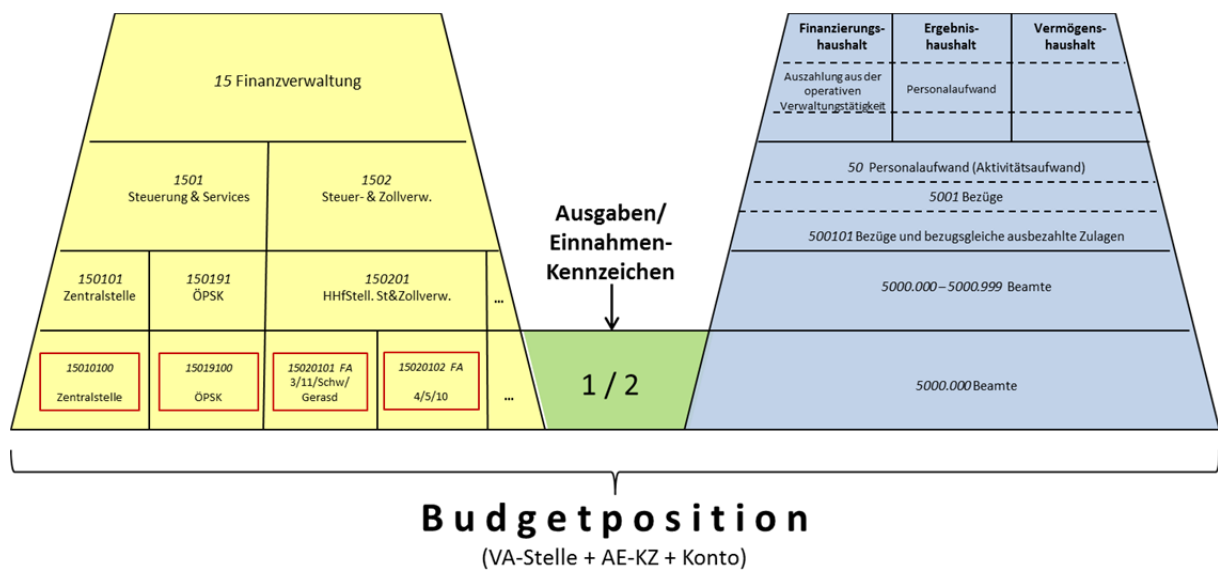 15 Finanzverwaltung
1501
Steuerung & Services
1502
Steuer- & Zollverw.
150101
Zentralstelle
150191
ÖPSK
150201
HHfStell. St&Zollverw.
...
15010100
Zentralstelle
15019100
ÖPSK
15020101 FA
3/11/Schw/
Gerasd
15020102 FA
4/5/10
...
Ausgaben/
Einnahmen-
Kennzeichen
1 / 2
Finanzierungs-
haushalt
Ergebnis-
haushalt
Vermögens-
haushalt
Auszahlung aus der
operativen
Verwaltungstätigkeit
Personalaufwand
50 Personalaufwand (Aktivitätsaufwand)
5001 Bezüge
500101 Bezüge und bezugsgleiche ausbezahlte Zulagen
5000.000 – 5000.999 Beamte
5000.000 Beamte
Budgetposition
(VA-Stelle + AE-KZ + Konto)